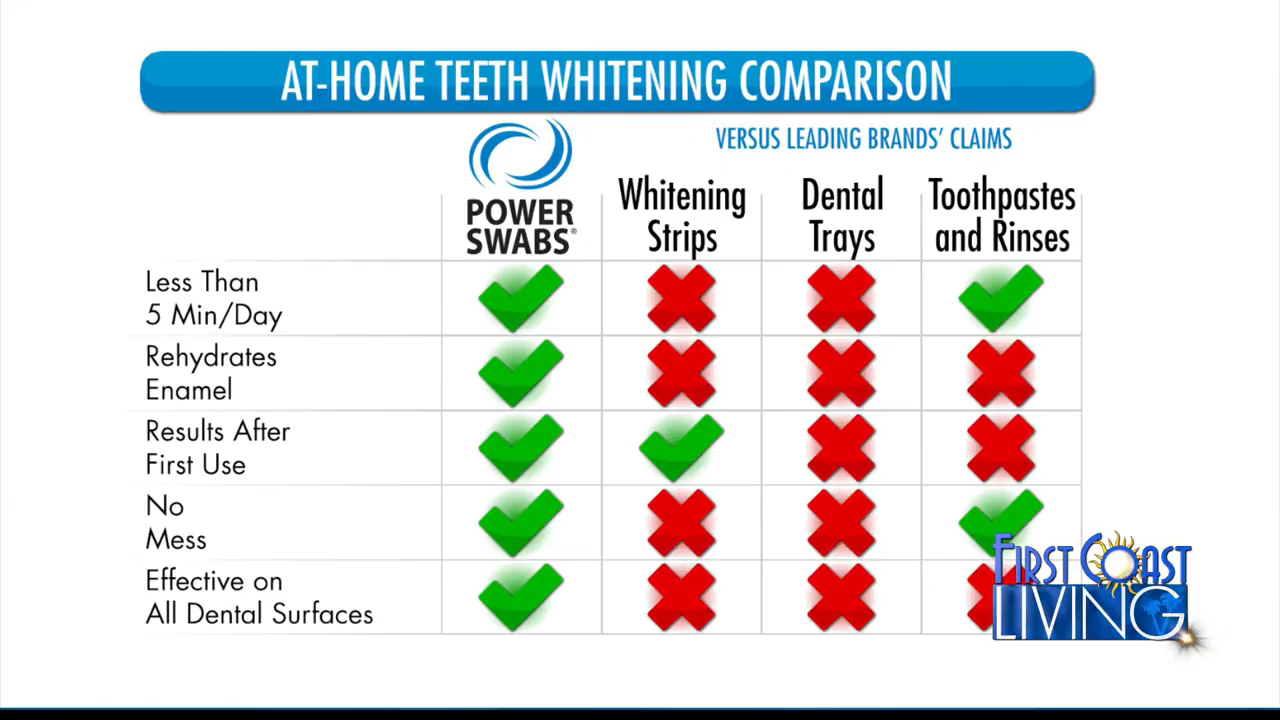 AT-HOME TEETH WHITENING COMPARISON
VERSUS LEADING BRANDS' CLAIMS
POWER
SWABS®
Whitening
Strips
Dental
Trays
Toothpastes
and Rinses
Less Than
5 Min/Day
Rehydrates
Enamel
Results After
First Use
No
Mess
Effective on
All Dental Surfaces
FIRST COAST
LIVING